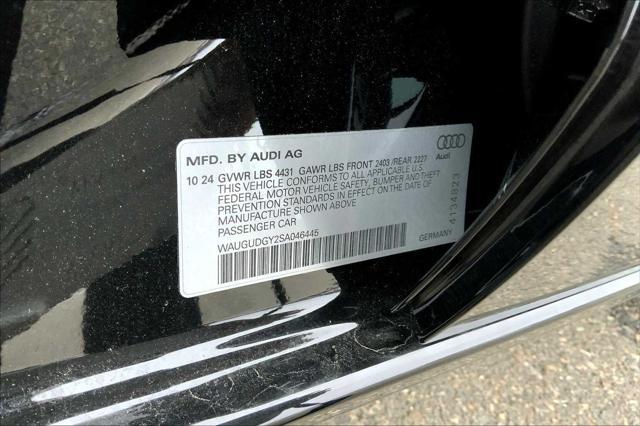 MFD. BY AUDI AG
Audi
10 24 GVWR LBS 4431 GAWR LBS FRONT 2403 /REAR 2227
THIS VEHICLE CONFORMS TO ALL APPLICABLE U.S.
FEDERAL MOTOR VEHICLE SAFETY, BUMPER AND THEFT
PREVENTION STANDARDS IN EFFECT ON THE DATE OF
MANUFACTURE SHOWN ABOVE
PASSENGER CAR
WAUGUDGY2SA046445
GERMANY
4134823